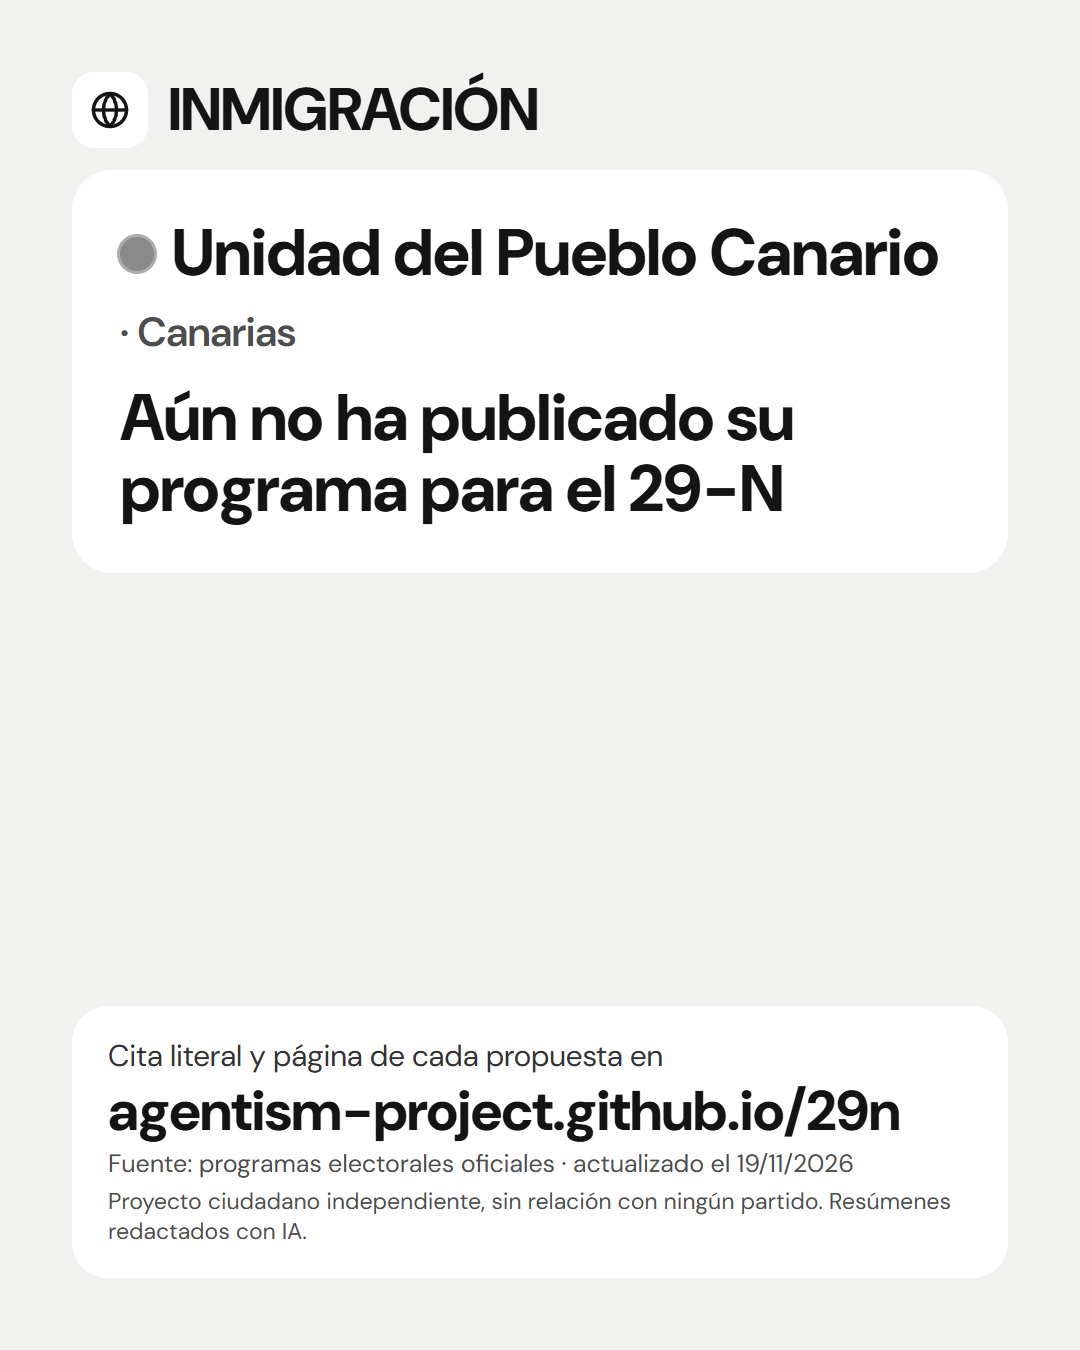 INMIGRACIÓN
Unidad del Pueblo Canario
· Canarias
Aún no ha publicado su
programa para el 29-N
Cita literal y página de cada propuesta en
agentism-project.github.io/29n
Fuente: programas electorales oficiales · actualizado el 19/11/2026
Proyecto ciudadano independiente, sin relación con ningún partido. Resúmenes
redactados con IA.